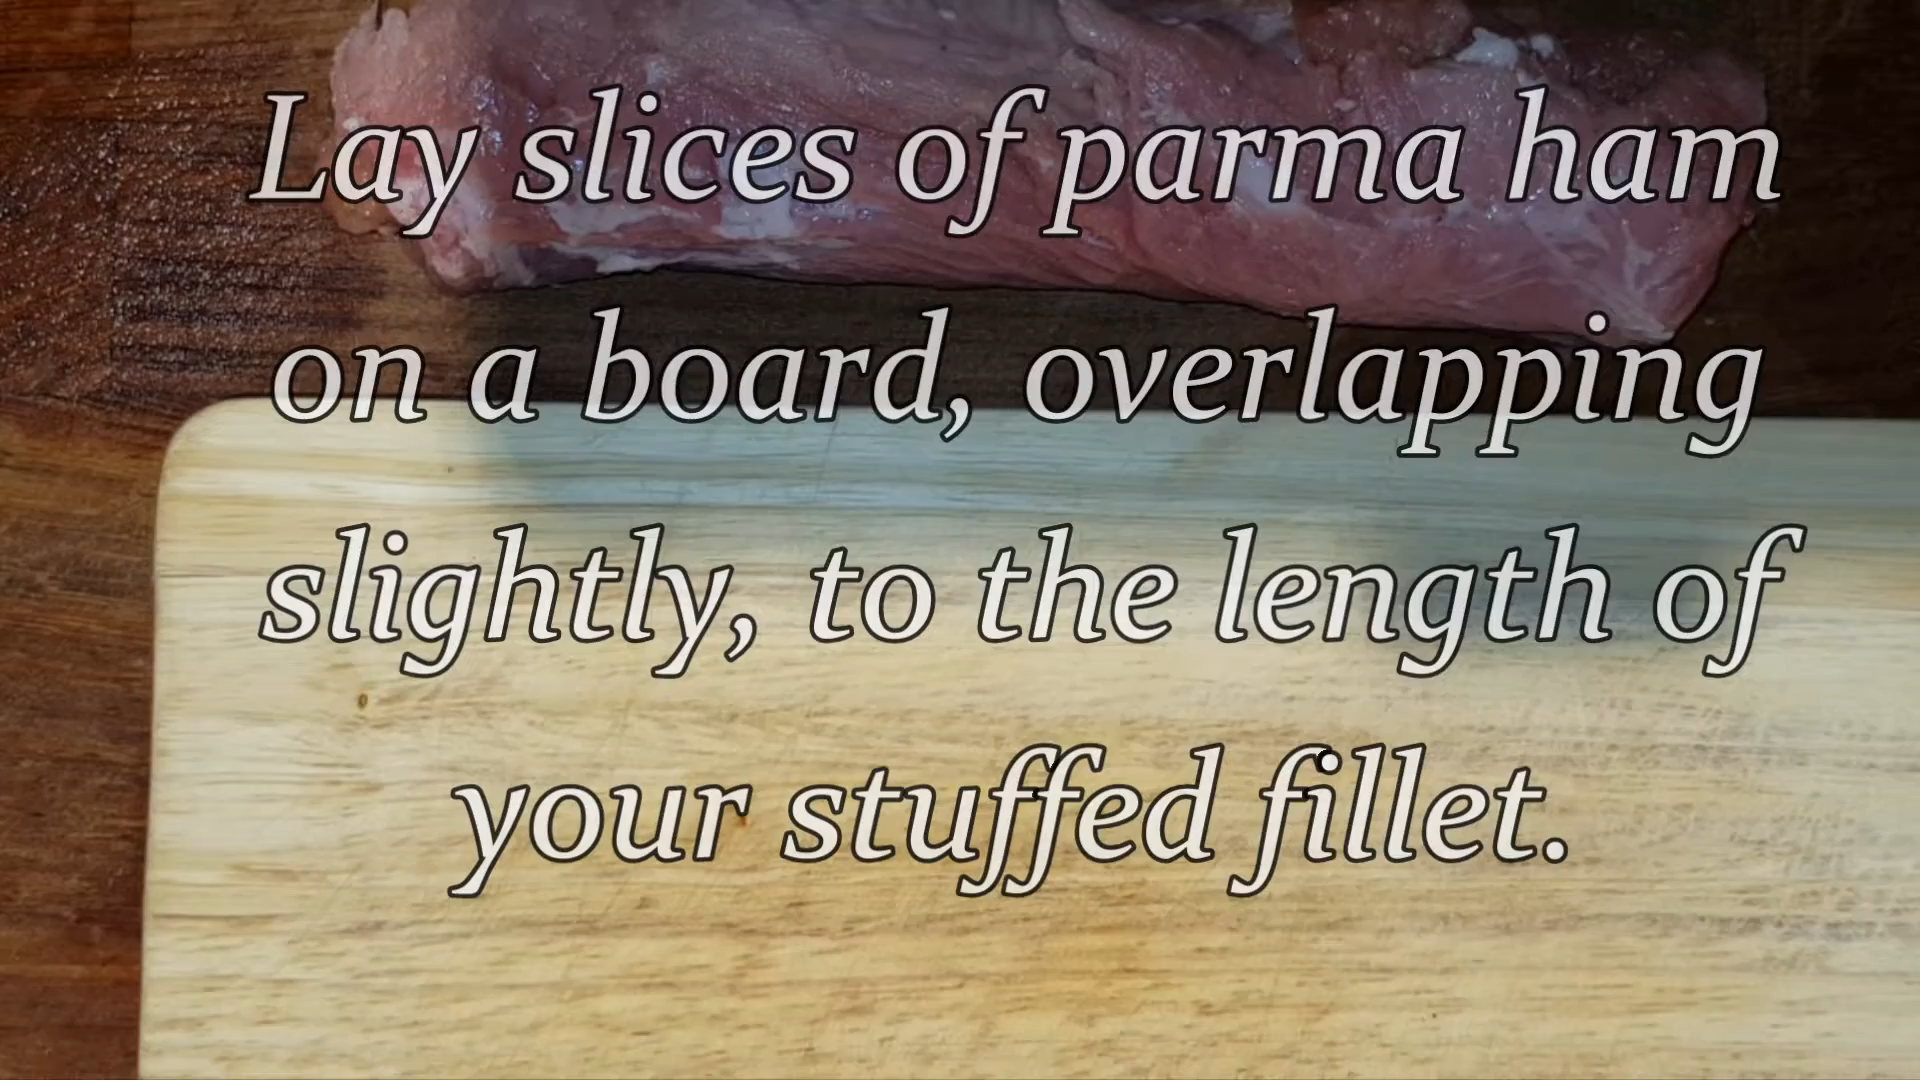 Lay slices of parma ham
on a board, overlapping
slightly, to the length of
your stuffed fillet.